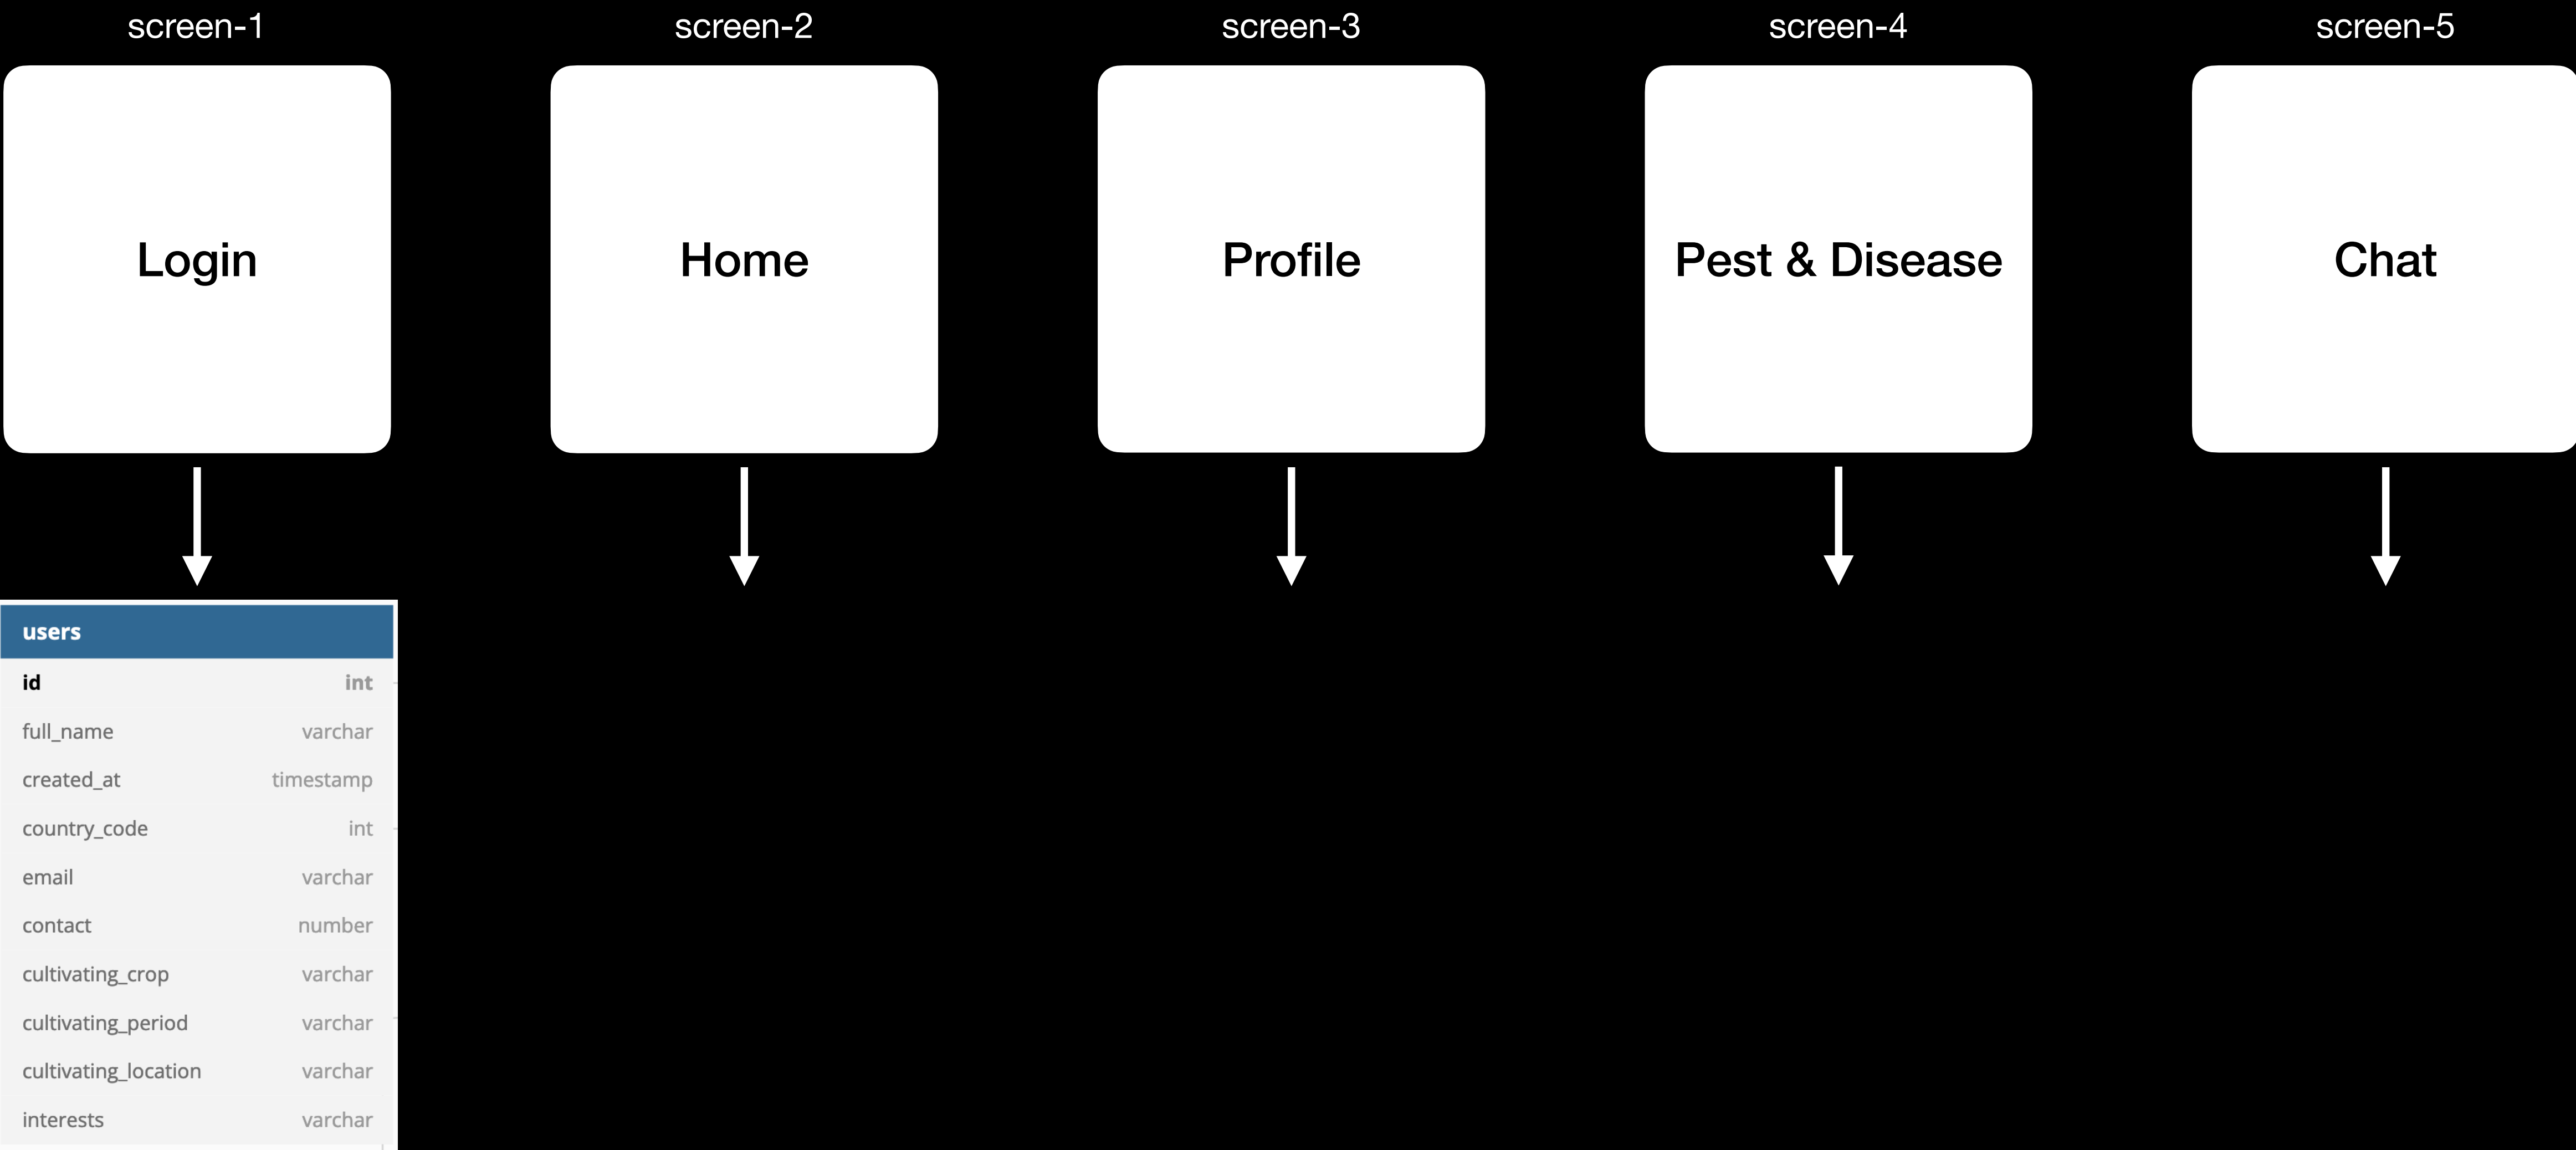 screen-1
screen-2
screen-3
screen-4
screen-5
Login
Home
Profile
Pest & Disease
Chat
users
id int
full_name varchar
created_at timestamp
country_code int
email varchar
contact number
cultivating_crop varchar
cultivating_period varchar
cultivating_location varchar
interests varchar